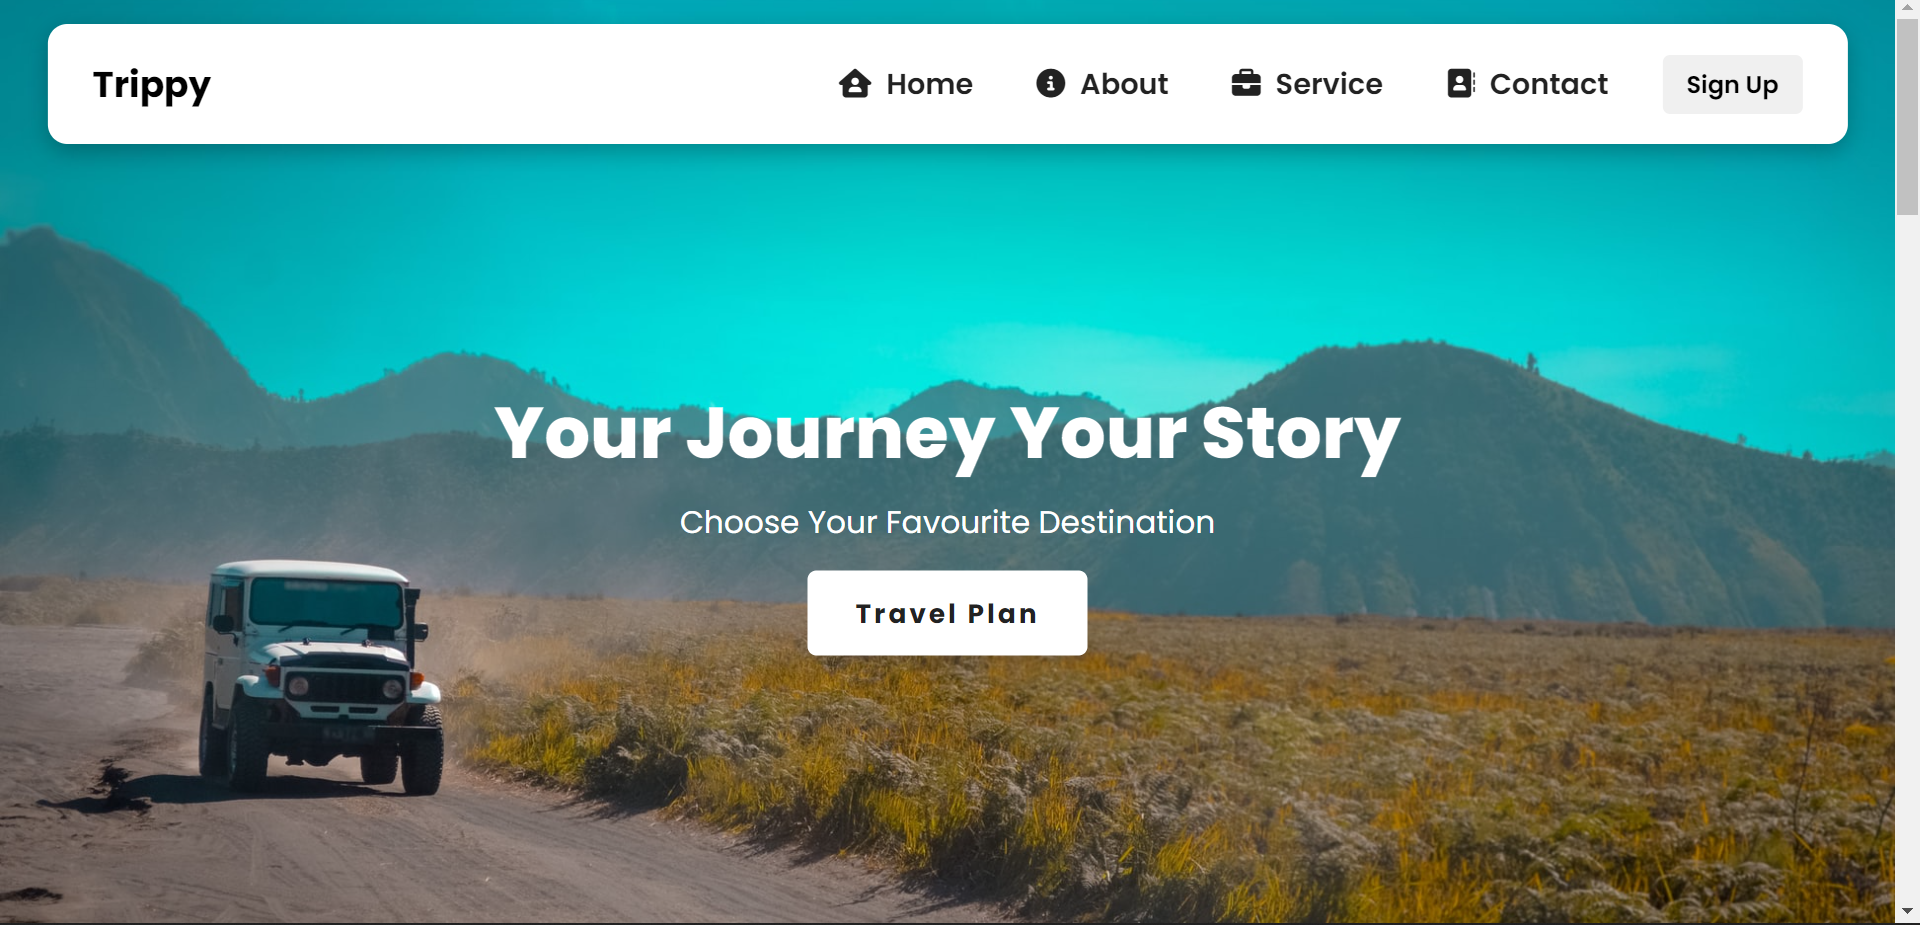 Trippy Home About Service Contact Sign Up
Your Journey Your Story
Choose Your Favourite Destination
Travel Plan